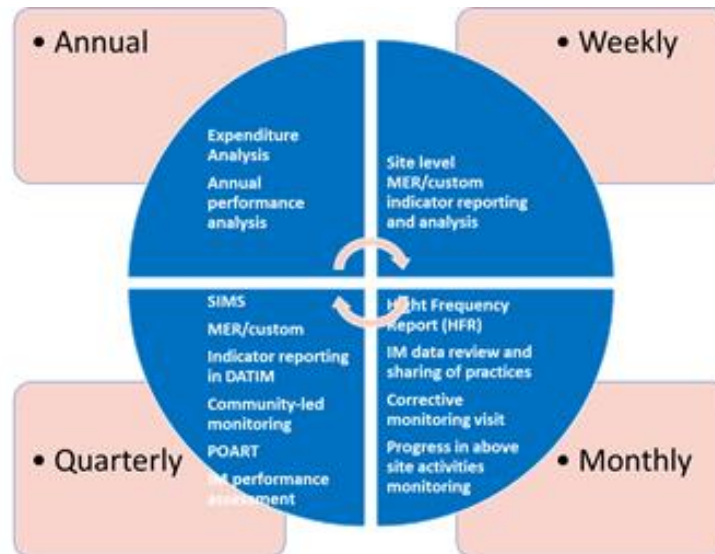 • Annual
Expenditure
Analysis
Annual
performance
analysis
• Weekly
Site level
MER/custom
indicator reporting
and analysis
• Quarterly
SIMS
MER/custom
Indicator reporting
in DATIM
Community-led
monitoring
POART
IM performance
assessment
• Monthly
Hight Frequency
Report (HFR)
IM data review and
sharing of practices
Corrective
monitoring visit
Progress in above
site activities
monitoring